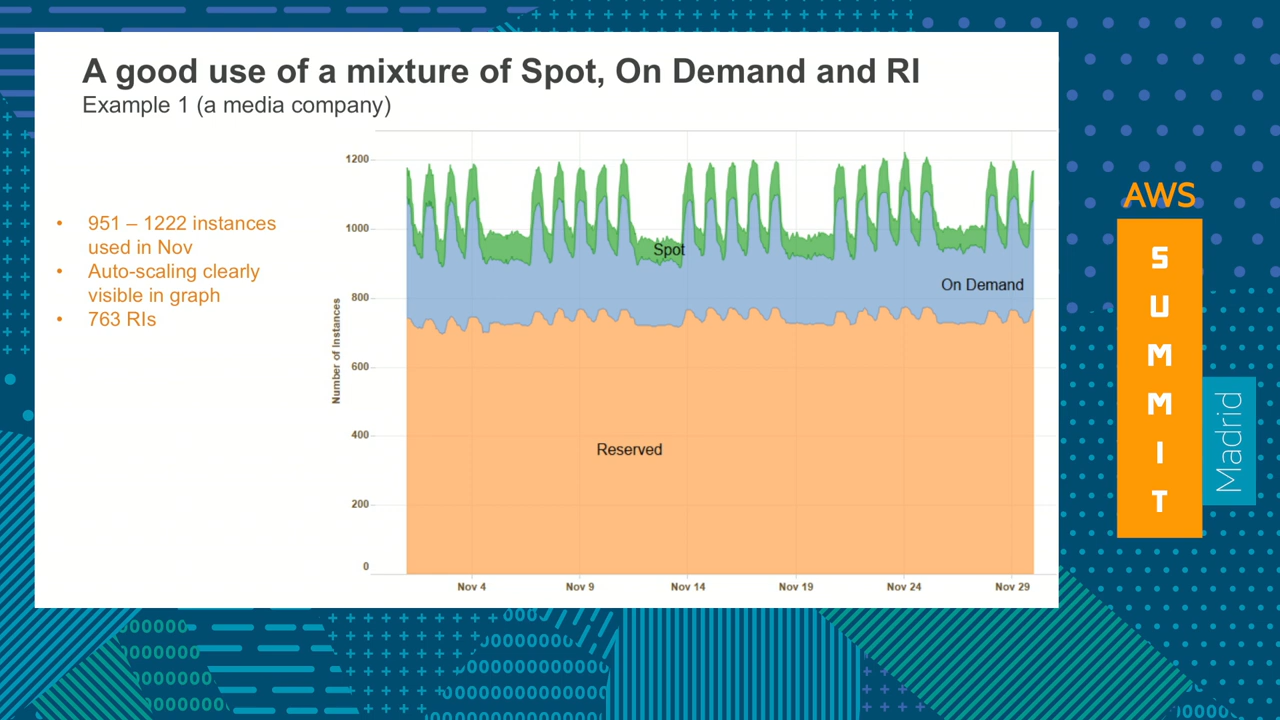 A good use of a mixture of Spot, On Demand and RI
Example 1 (a media company)
• 951 – 1222 instances
used in Nov
• Auto-scaling clearly
visible in graph
• 763 RIs
Number of Instances
1200
1000
800
600
400
200
0
Spot
On Demand
Reserved
Nov 4
Nov 9
Nov 14
Nov 19
Nov 24
Nov 29
AWS
SUMMIT
Madrid